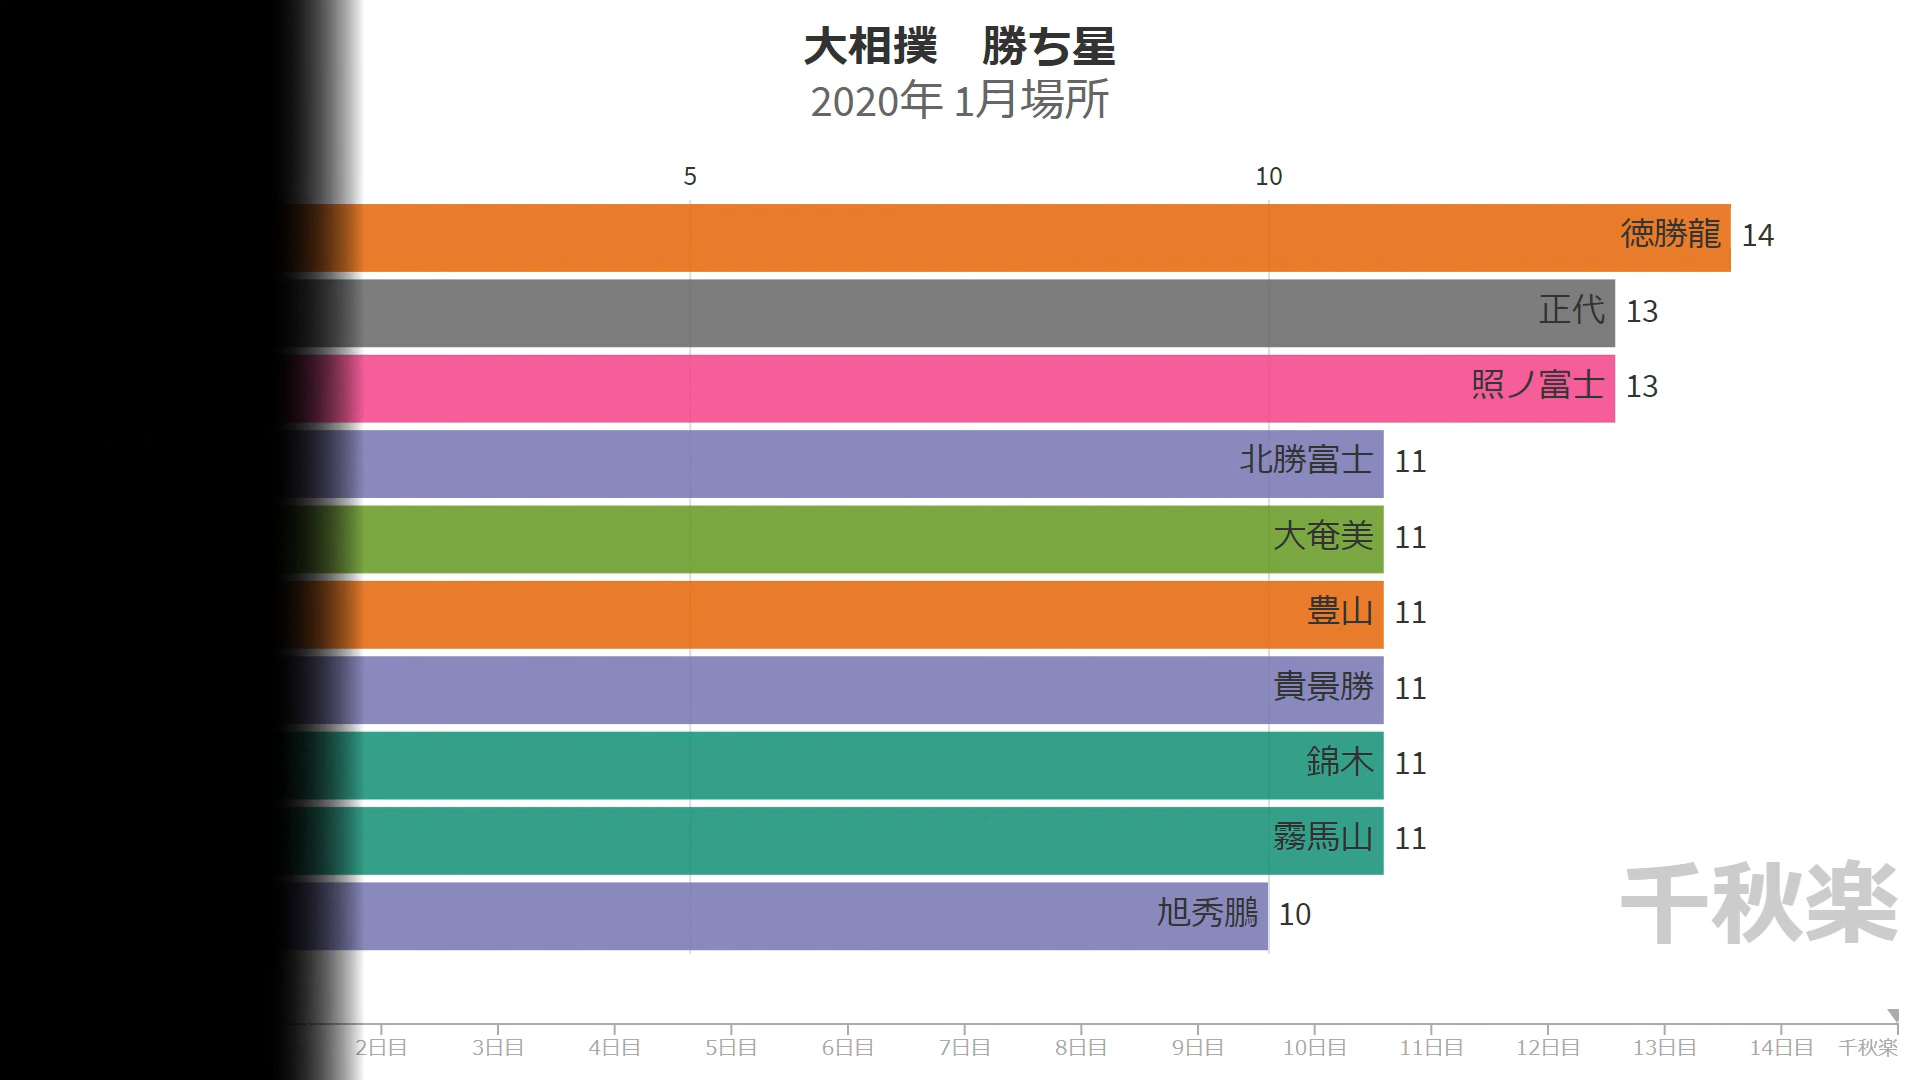 大相撲　勝ち星
2020年 1月場所
5 10
徳勝龍 14
正代 13
照ノ富士 13
北勝富士 11
大奄美 11
豊山 11
貴景勝 11
錦木 11
霧馬山 11
旭秀鵬 10
千秋楽
2日目 3日目 4日目 5日目 6日目 7日目 8日目 9日目 10日目 11日目 12日目 13日目 14日目 千秋楽